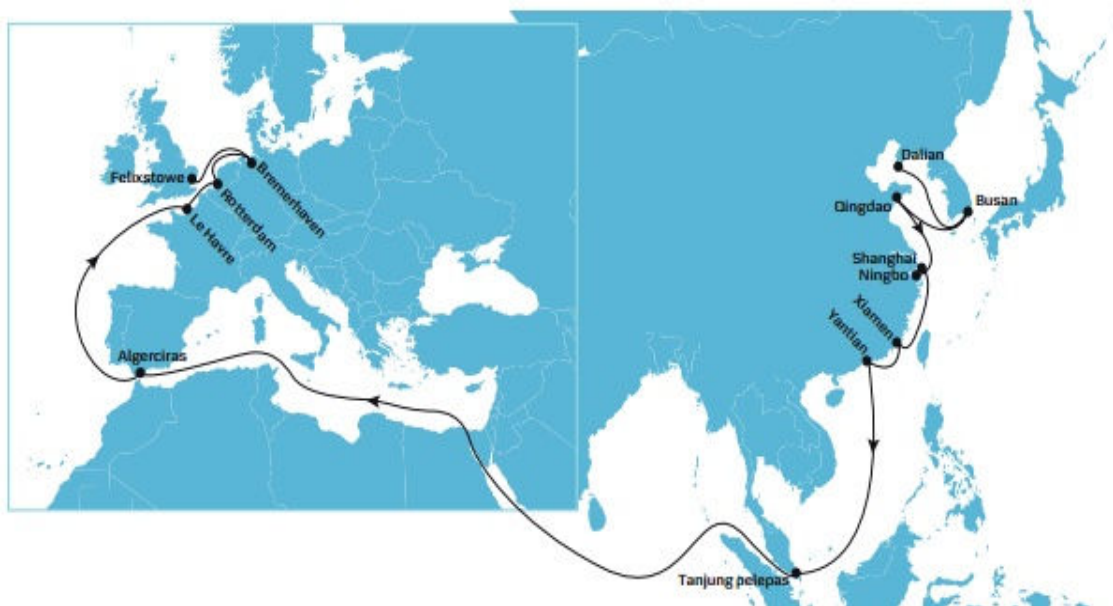 Felixstowe
Bremerhaven
Rotterdam
Le Havre
Algerciras
Dalian
Qingdao
Busan
Shanghai
Ningbo
Xiamen
Yantian
Tanjung pelepas